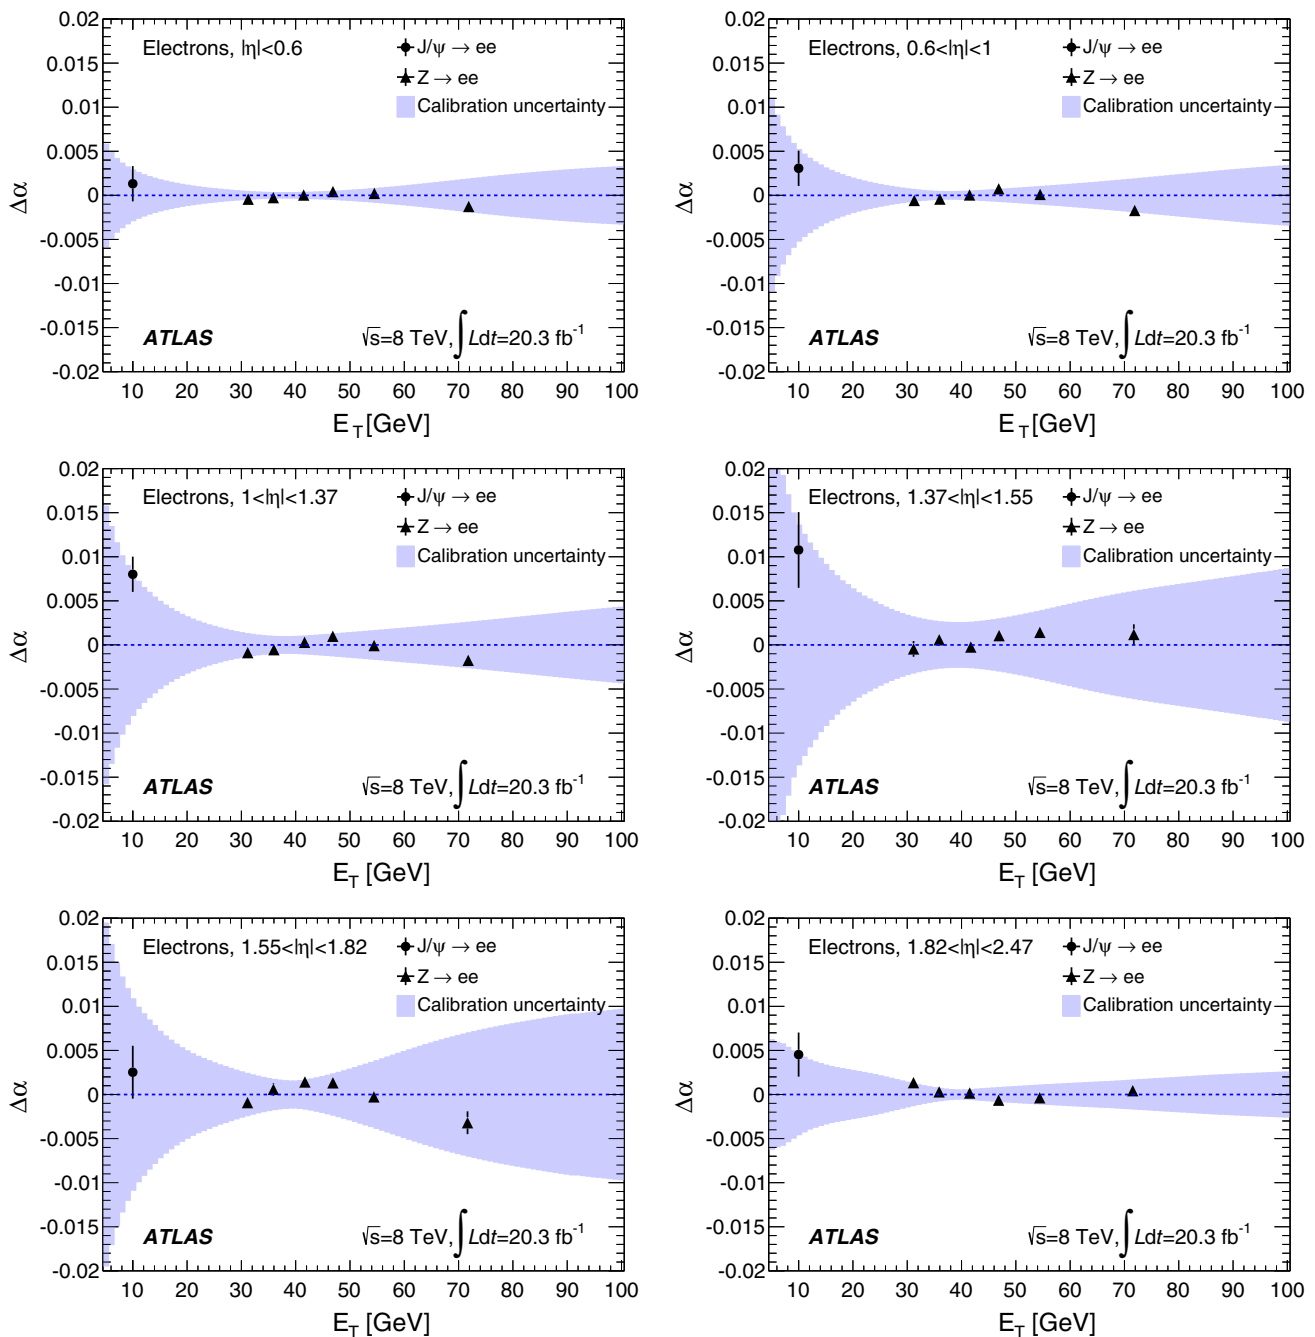 Electrons, |η|<0.6
J/ψ → ee
Z → ee
Calibration uncertainty
0.02
0.015
0.01
0.005
0
-0.005
-0.01
-0.015
-0.02
Δα
ATLAS
√s=8 TeV, ∫ Ldt=20.3 fb⁻¹
10 20 30 40 50 60 70 80 90 100
E_T [GeV]
Electrons, 0.6<|η|<1
J/ψ → ee
Z → ee
Calibration uncertainty
0.02
0.015
0.01
0.005
0
-0.005
-0.01
-0.015
-0.02
Δα
ATLAS
√s=8 TeV, ∫ Ldt=20.3 fb⁻¹
10 20 30 40 50 60 70 80 90 100
E_T [GeV]
Electrons, 1<|η|<1.37
J/ψ → ee
Z → ee
Calibration uncertainty
0.02
0.015
0.01
0.005
0
-0.005
-0.01
-0.015
-0.02
Δα
ATLAS
√s=8 TeV, ∫ Ldt=20.3 fb⁻¹
10 20 30 40 50 60 70 80 90 100
E_T [GeV]
Electrons, 1.37<|η|<1.55
J/ψ → ee
Z → ee
Calibration uncertainty
0.02
0.015
0.01
0.005
0
-0.005
-0.01
-0.015
-0.02
Δα
ATLAS
√s=8 TeV, ∫ Ldt=20.3 fb⁻¹
10 20 30 40 50 60 70 80 90 100
E_T [GeV]
Electrons, 1.55<|η|<1.82
J/ψ → ee
Z → ee
Calibration uncertainty
0.02
0.015
0.01
0.005
0
-0.005
-0.01
-0.015
-0.02
Δα
ATLAS
√s=8 TeV, ∫ Ldt=20.3 fb⁻¹
10 20 30 40 50 60 70 80 90 100
E_T [GeV]
Electrons, 1.82<|η|<2.47
J/ψ → ee
Z → ee
Calibration uncertainty
0.02
0.015
0.01
0.005
0
-0.005
-0.01
-0.015
-0.02
Δα
ATLAS
√s=8 TeV, ∫ Ldt=20.3 fb⁻¹
10 20 30 40 50 60 70 80 90 100
E_T [GeV]